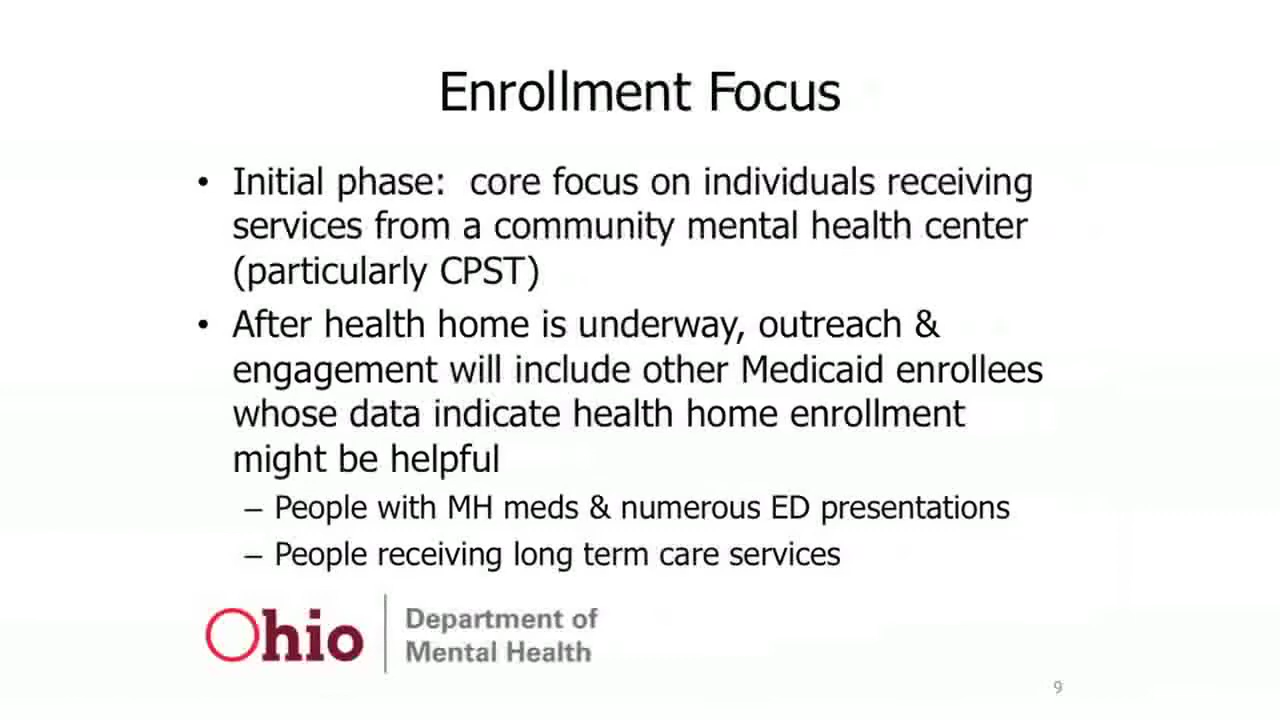 Enrollment Focus
• Initial phase:  core focus on individuals receiving
services from a community mental health center
(particularly CPST)
• After health home is underway, outreach &
engagement will include other Medicaid enrollees
whose data indicate health home enrollment
might be helpful
– People with MH meds & numerous ED presentations
– People receiving long term care services
Ohio
Department of
Mental Health
9